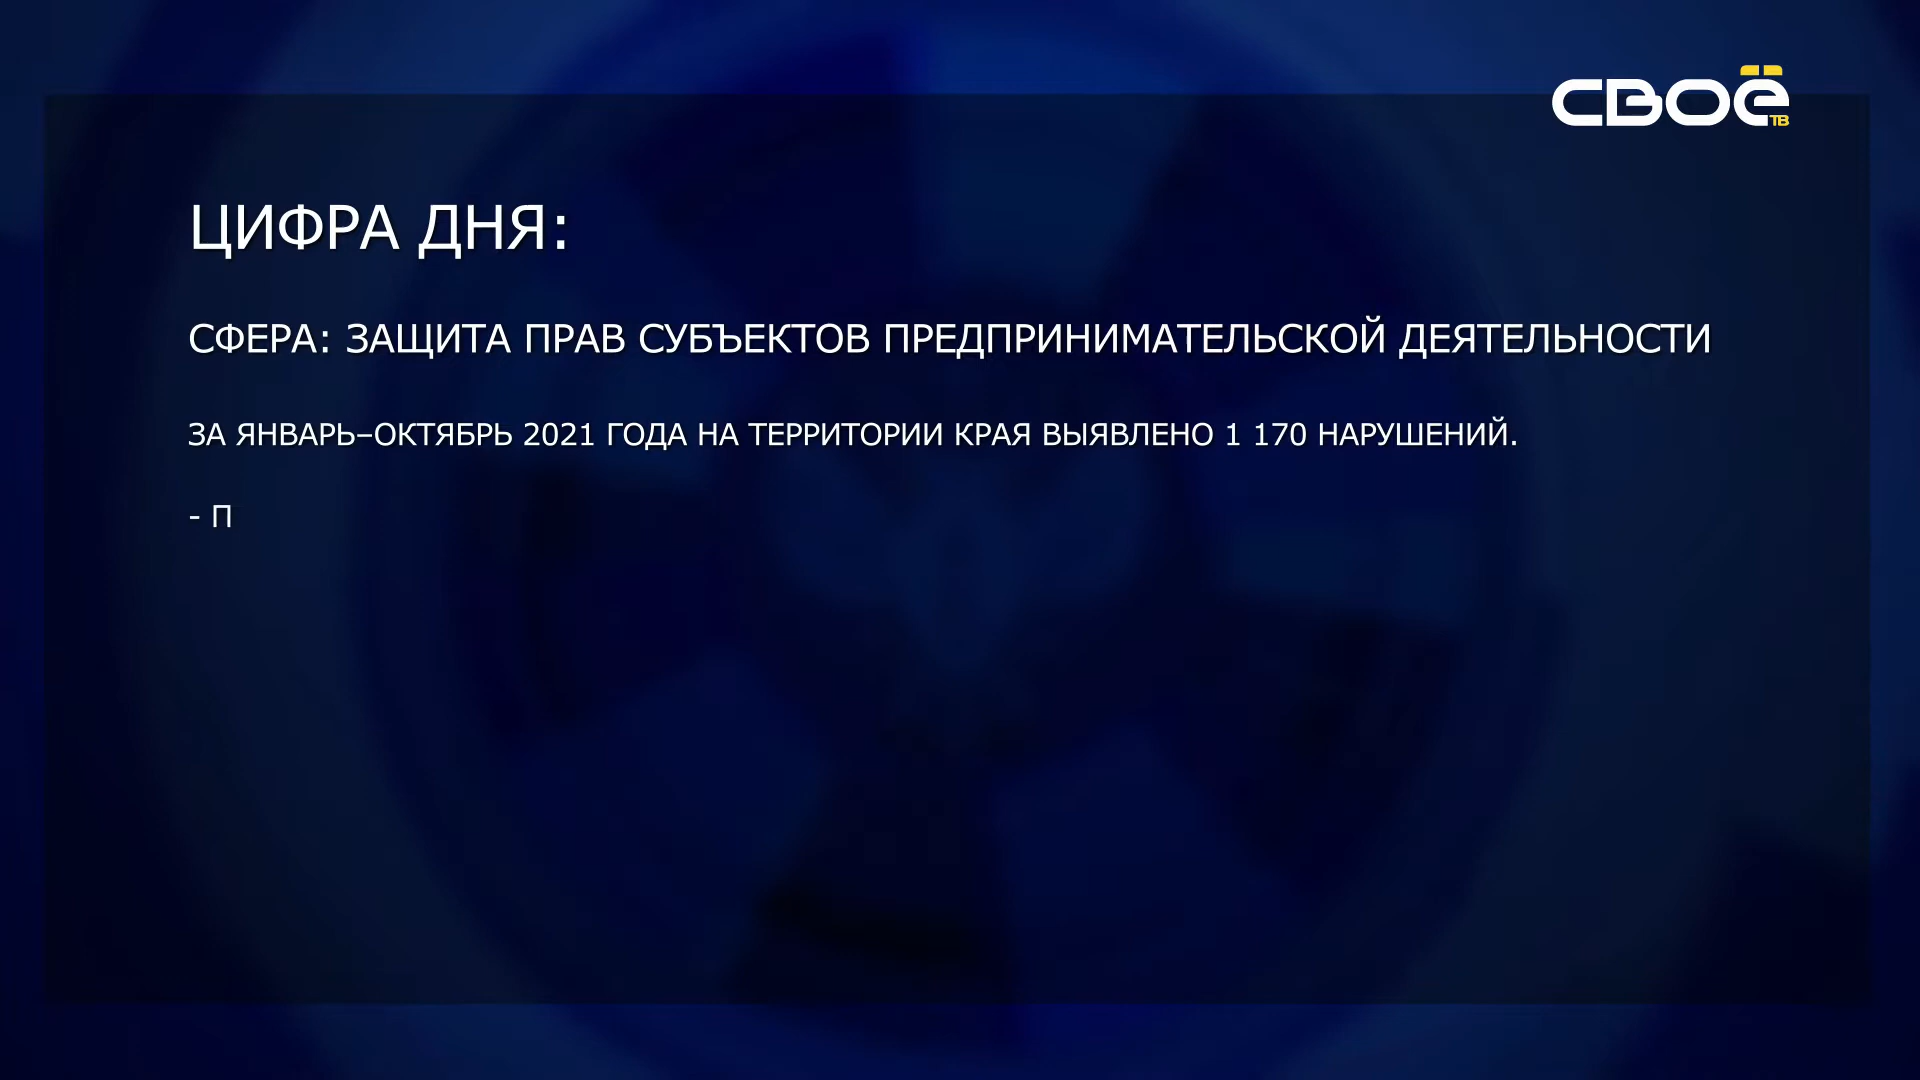 СВОЁ
ТВ
ЦИФРА ДНЯ:
СФЕРА: ЗАЩИТА ПРАВ СУБЪЕКТОВ ПРЕДПРИНИМАТЕЛЬСКОЙ ДЕЯТЕЛЬНОСТИ
ЗА ЯНВАРЬ–ОКТЯБРЬ 2021 ГОДА НА ТЕРРИТОРИИ КРАЯ ВЫЯВЛЕНО 1 170 НАРУШЕНИЙ.
- П